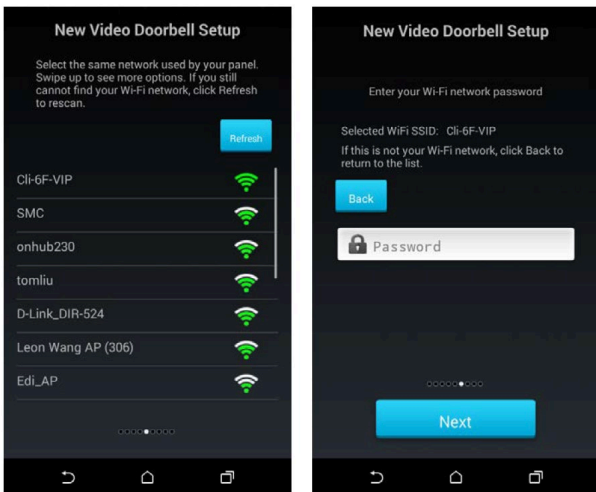 New Video Doorbell Setup
Select the same network used by your panel.
Swipe up to see more options. If you still
cannot find your Wi-Fi network, click Refresh
to rescan.
Refresh
Cli-6F-VIP
SMC
onhub230
tomliu
D-Link_DIR-524
Leon Wang AP (306)
Edi_AP
New Video Doorbell Setup
Enter your Wi-Fi network password
Selected WiFi SSID: Cli-6F-VIP
If this is not your Wi-Fi network, click Back to
return to the list.
Back
Password
Next